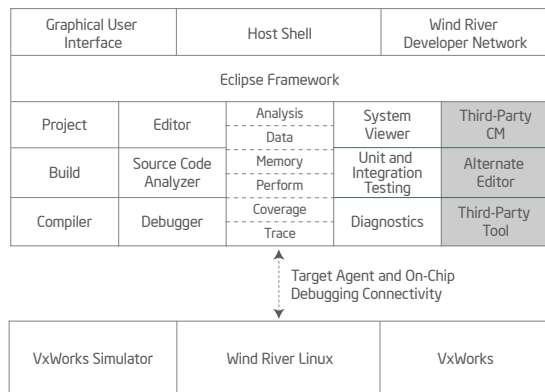 Graphical User
Interface
Host Shell
Wind River
Developer Network
Eclipse Framework
Project
Editor
Analysis
Data
System
Viewer
Third-Party
CM
Build
Source Code
Analyzer
Memory
Perform
Unit and
Integration
Testing
Alternate
Editor
Compiler
Debugger
Coverage
Trace
Diagnostics
Third-Party
Tool
Target Agent and On-Chip
Debugging Connectivity
VxWorks Simulator
Wind River Linux
VxWorks